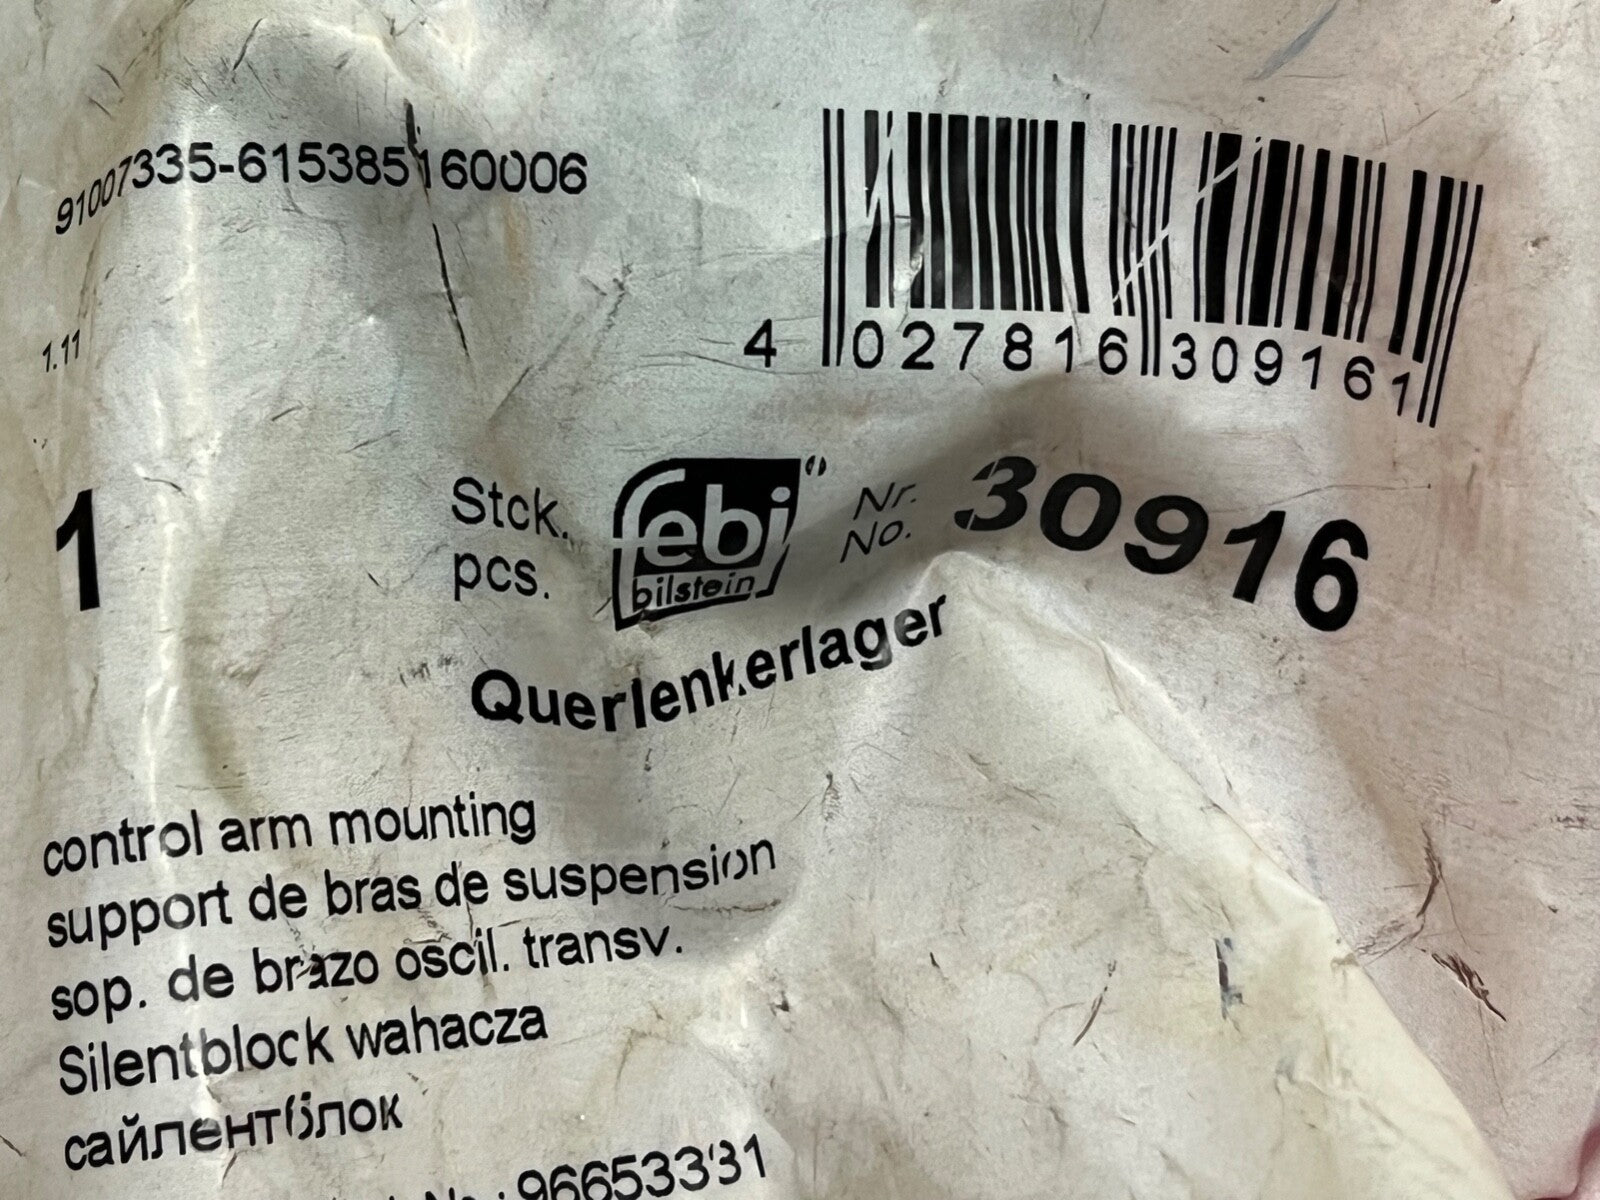 91007335-615385160006
4 027816 309161
1.11
1 Stck. pcs. febi bilstein Nr. No. 30916
Querlenkerlager
control arm mounting
support de bras de suspension
sop. de brazo oscil. transv.
Silentblock wahacza
сайлентблок
96653331